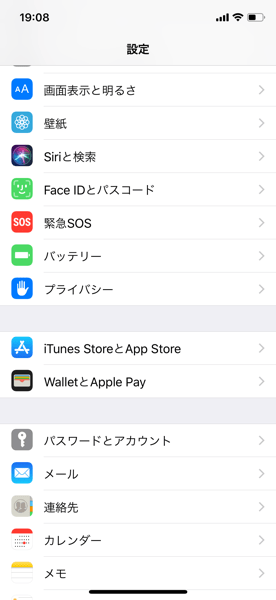 19:08
設定
AA
画面表示と明るさ
壁紙
Siriと検索
Face IDとパスコード
SOS
緊急SOS
バッテリー
プライバシー
iTunes StoreとApp Store
WalletとApple Pay
パスワードとアカウント
メール
連絡先
カレンダー
メモ